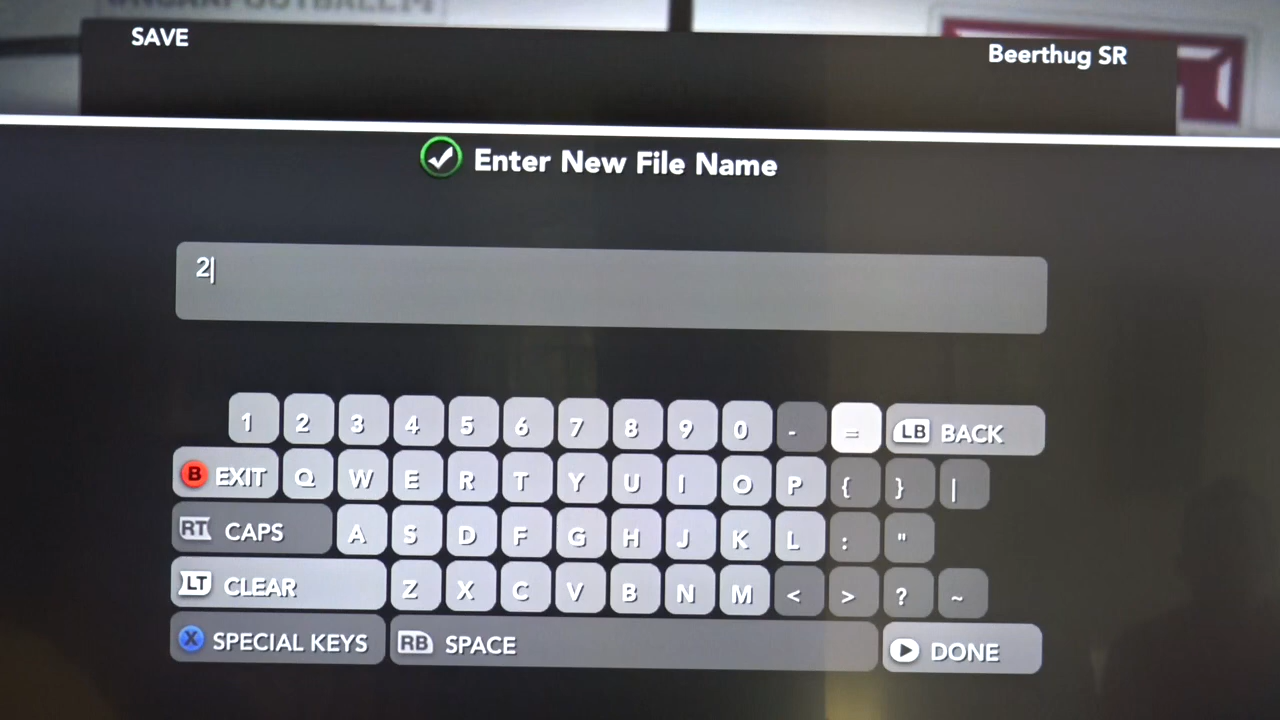 SAVE
Beerthug SR
Enter New File Name
2
1 2 3 4 5 6 7 8 9 0 - = LB BACK
B EXIT Q W E R T Y U I O P { } |
RT CAPS A S D F G H J K L : "
LT CLEAR Z X C V B N M < > ? ~
X SPECIAL KEYS RB SPACE DONE